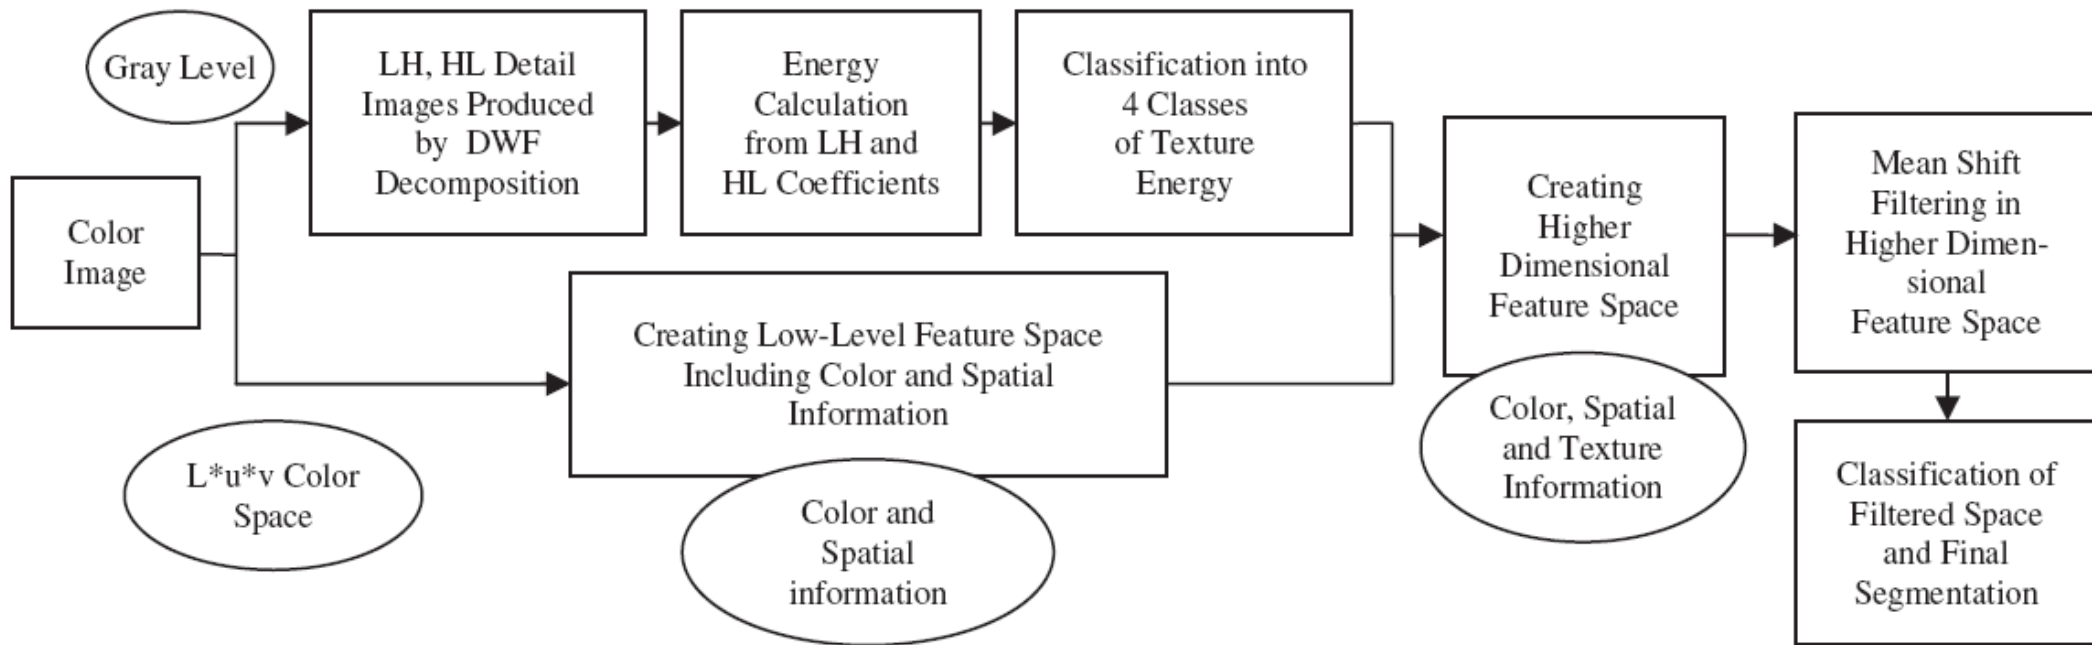 Gray Level
LH, HL Detail
Images Produced
by DWF
Decomposition
Energy
Calculation
from LH and
HL Coefficients
Classification into
4 Classes
of Texture
Energy
Color
Image
Creating Low-Level Feature Space
Including Color and Spatial
Information
L*u*v Color
Space
Color and
Spatial
information
Creating
Higher
Dimensional
Feature Space
Color, Spatial
and Texture
Information
Mean Shift
Filtering in
Higher Dimen-
sional
Feature Space
Classification of
Filtered Space
and Final
Segmentation